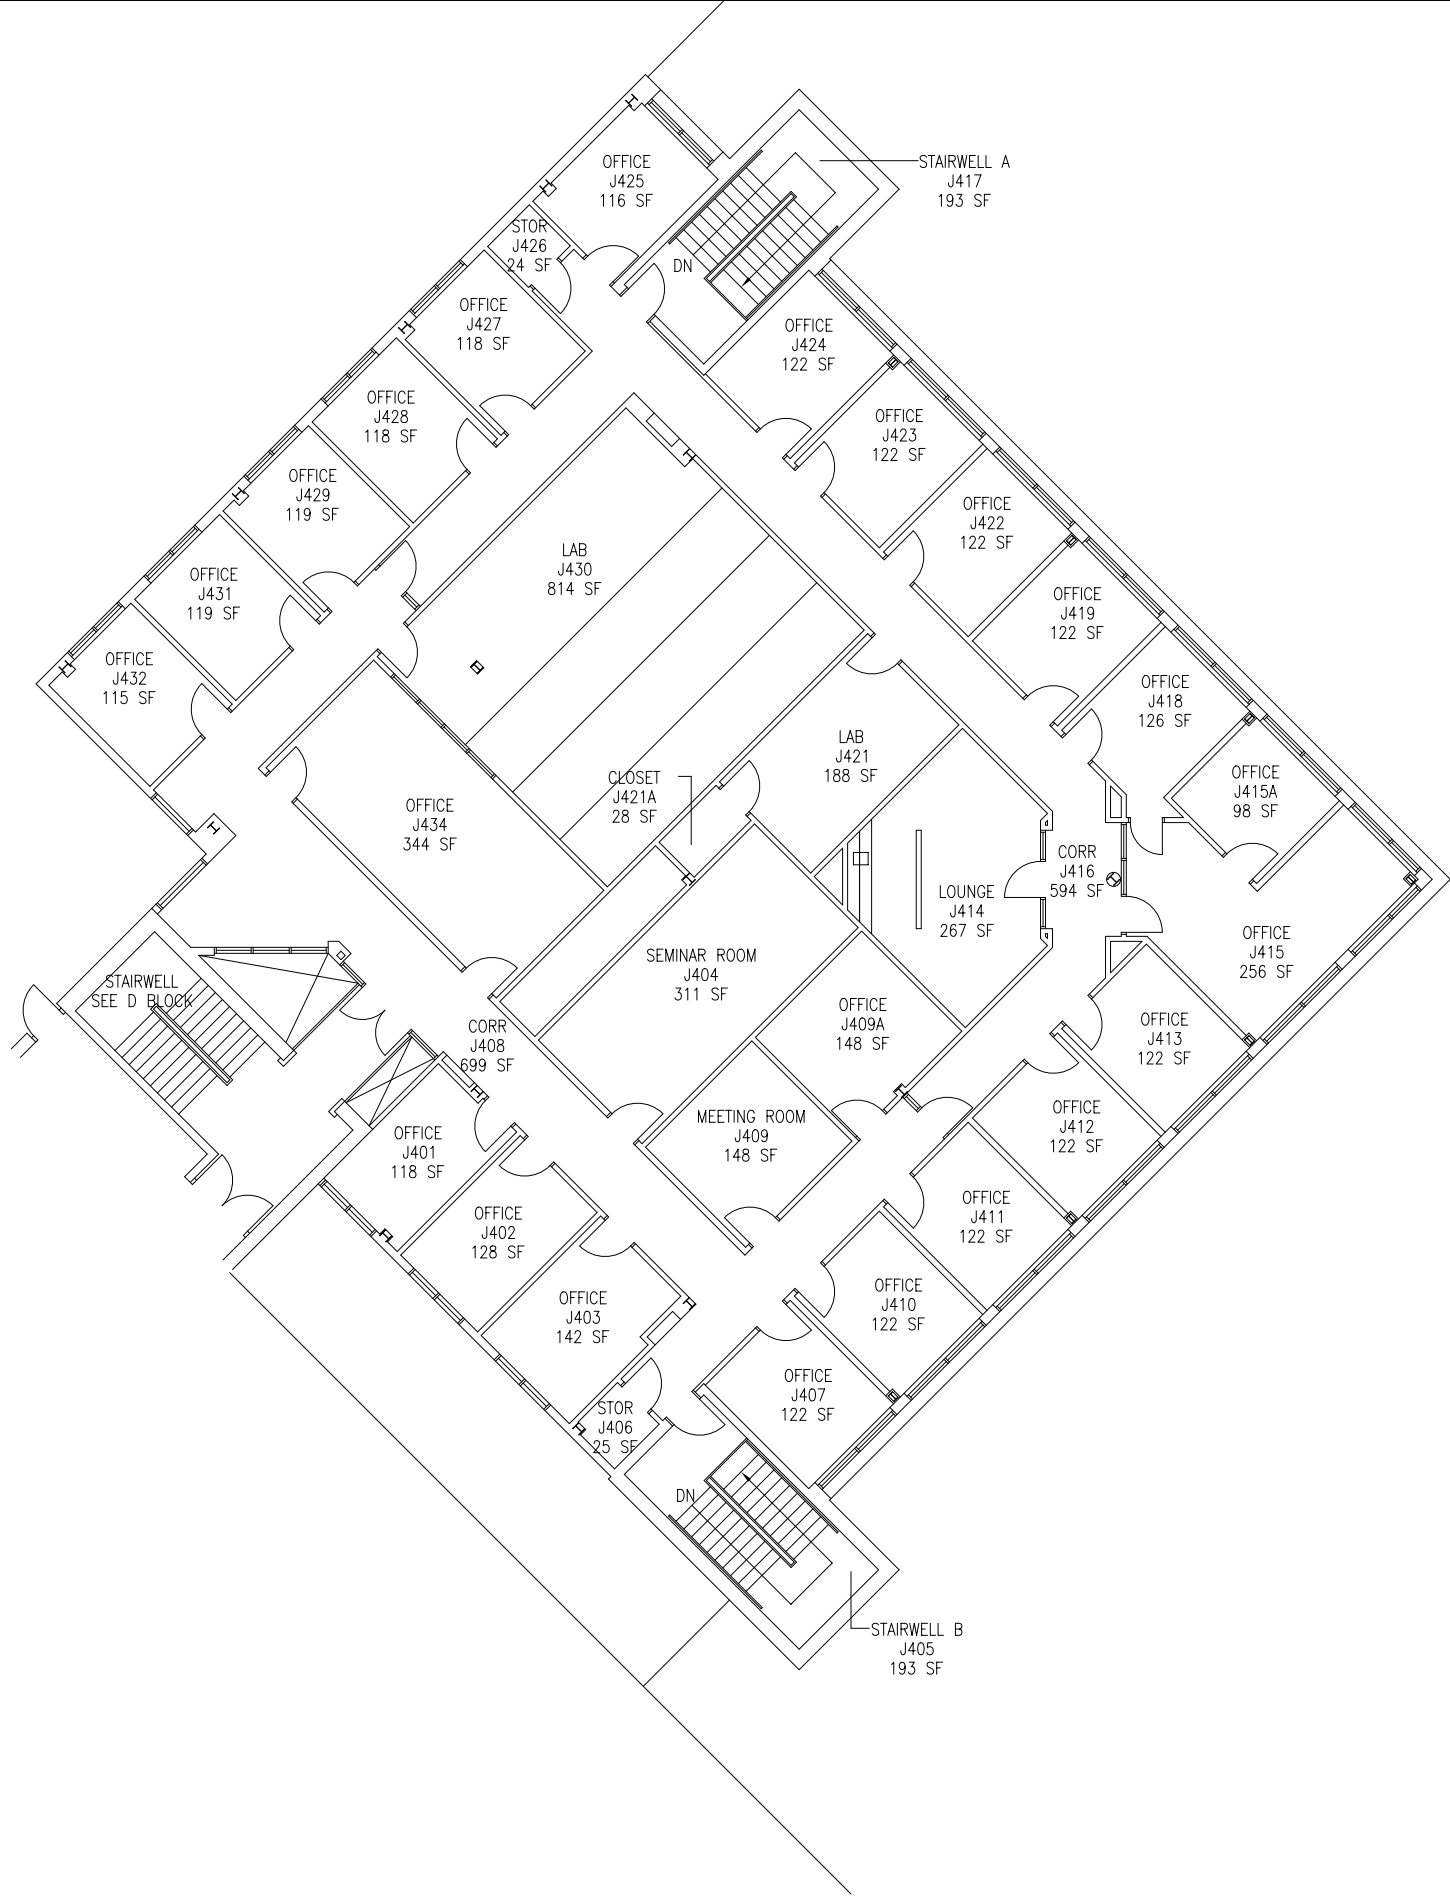 OFFICE
J425
116 SF
STAIRWELL A
J417
193 SF
STOR
J426
24 SF
DN
OFFICE
J427
118 SF
OFFICE
J424
122 SF
OFFICE
J428
118 SF
OFFICE
J423
122 SF
OFFICE
J429
119 SF
OFFICE
J422
122 SF
LAB
J430
814 SF
OFFICE
J431
119 SF
OFFICE
J419
122 SF
OFFICE
J432
115 SF
OFFICE
J418
126 SF
LAB
J421
188 SF
CLOSET
J421A
28 SF
OFFICE
J415A
98 SF
OFFICE
J434
344 SF
CORR
J416
594 SF
LOUNGE
J414
267 SF
OFFICE
J415
256 SF
SEMINAR ROOM
J404
311 SF
STAIRWELL
SEE D BLOCK
OFFICE
J409A
148 SF
OFFICE
J413
122 SF
CORR
J408
699 SF
MEETING ROOM
J409
148 SF
OFFICE
J412
122 SF
OFFICE
J401
118 SF
OFFICE
J411
122 SF
OFFICE
J402
128 SF
OFFICE
J410
122 SF
OFFICE
J403
142 SF
OFFICE
J407
122 SF
STOR
J406
25 SF
DN
STAIRWELL B
J405
193 SF